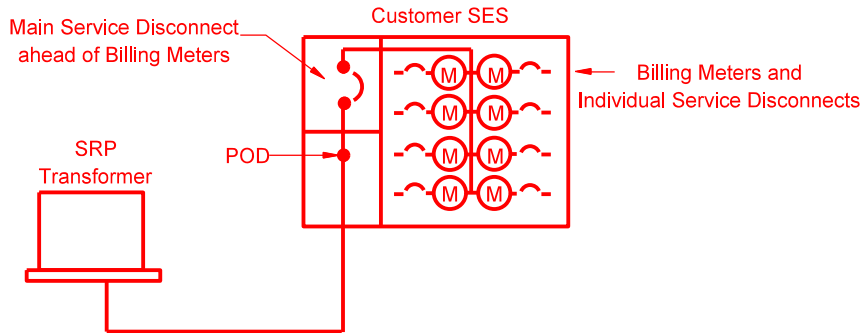 Customer SES
Main Service Disconnect
ahead of Billing Meters
M M
Billing Meters and
Individual Service Disconnects
M M
SRP
Transformer
POD
M M
M M